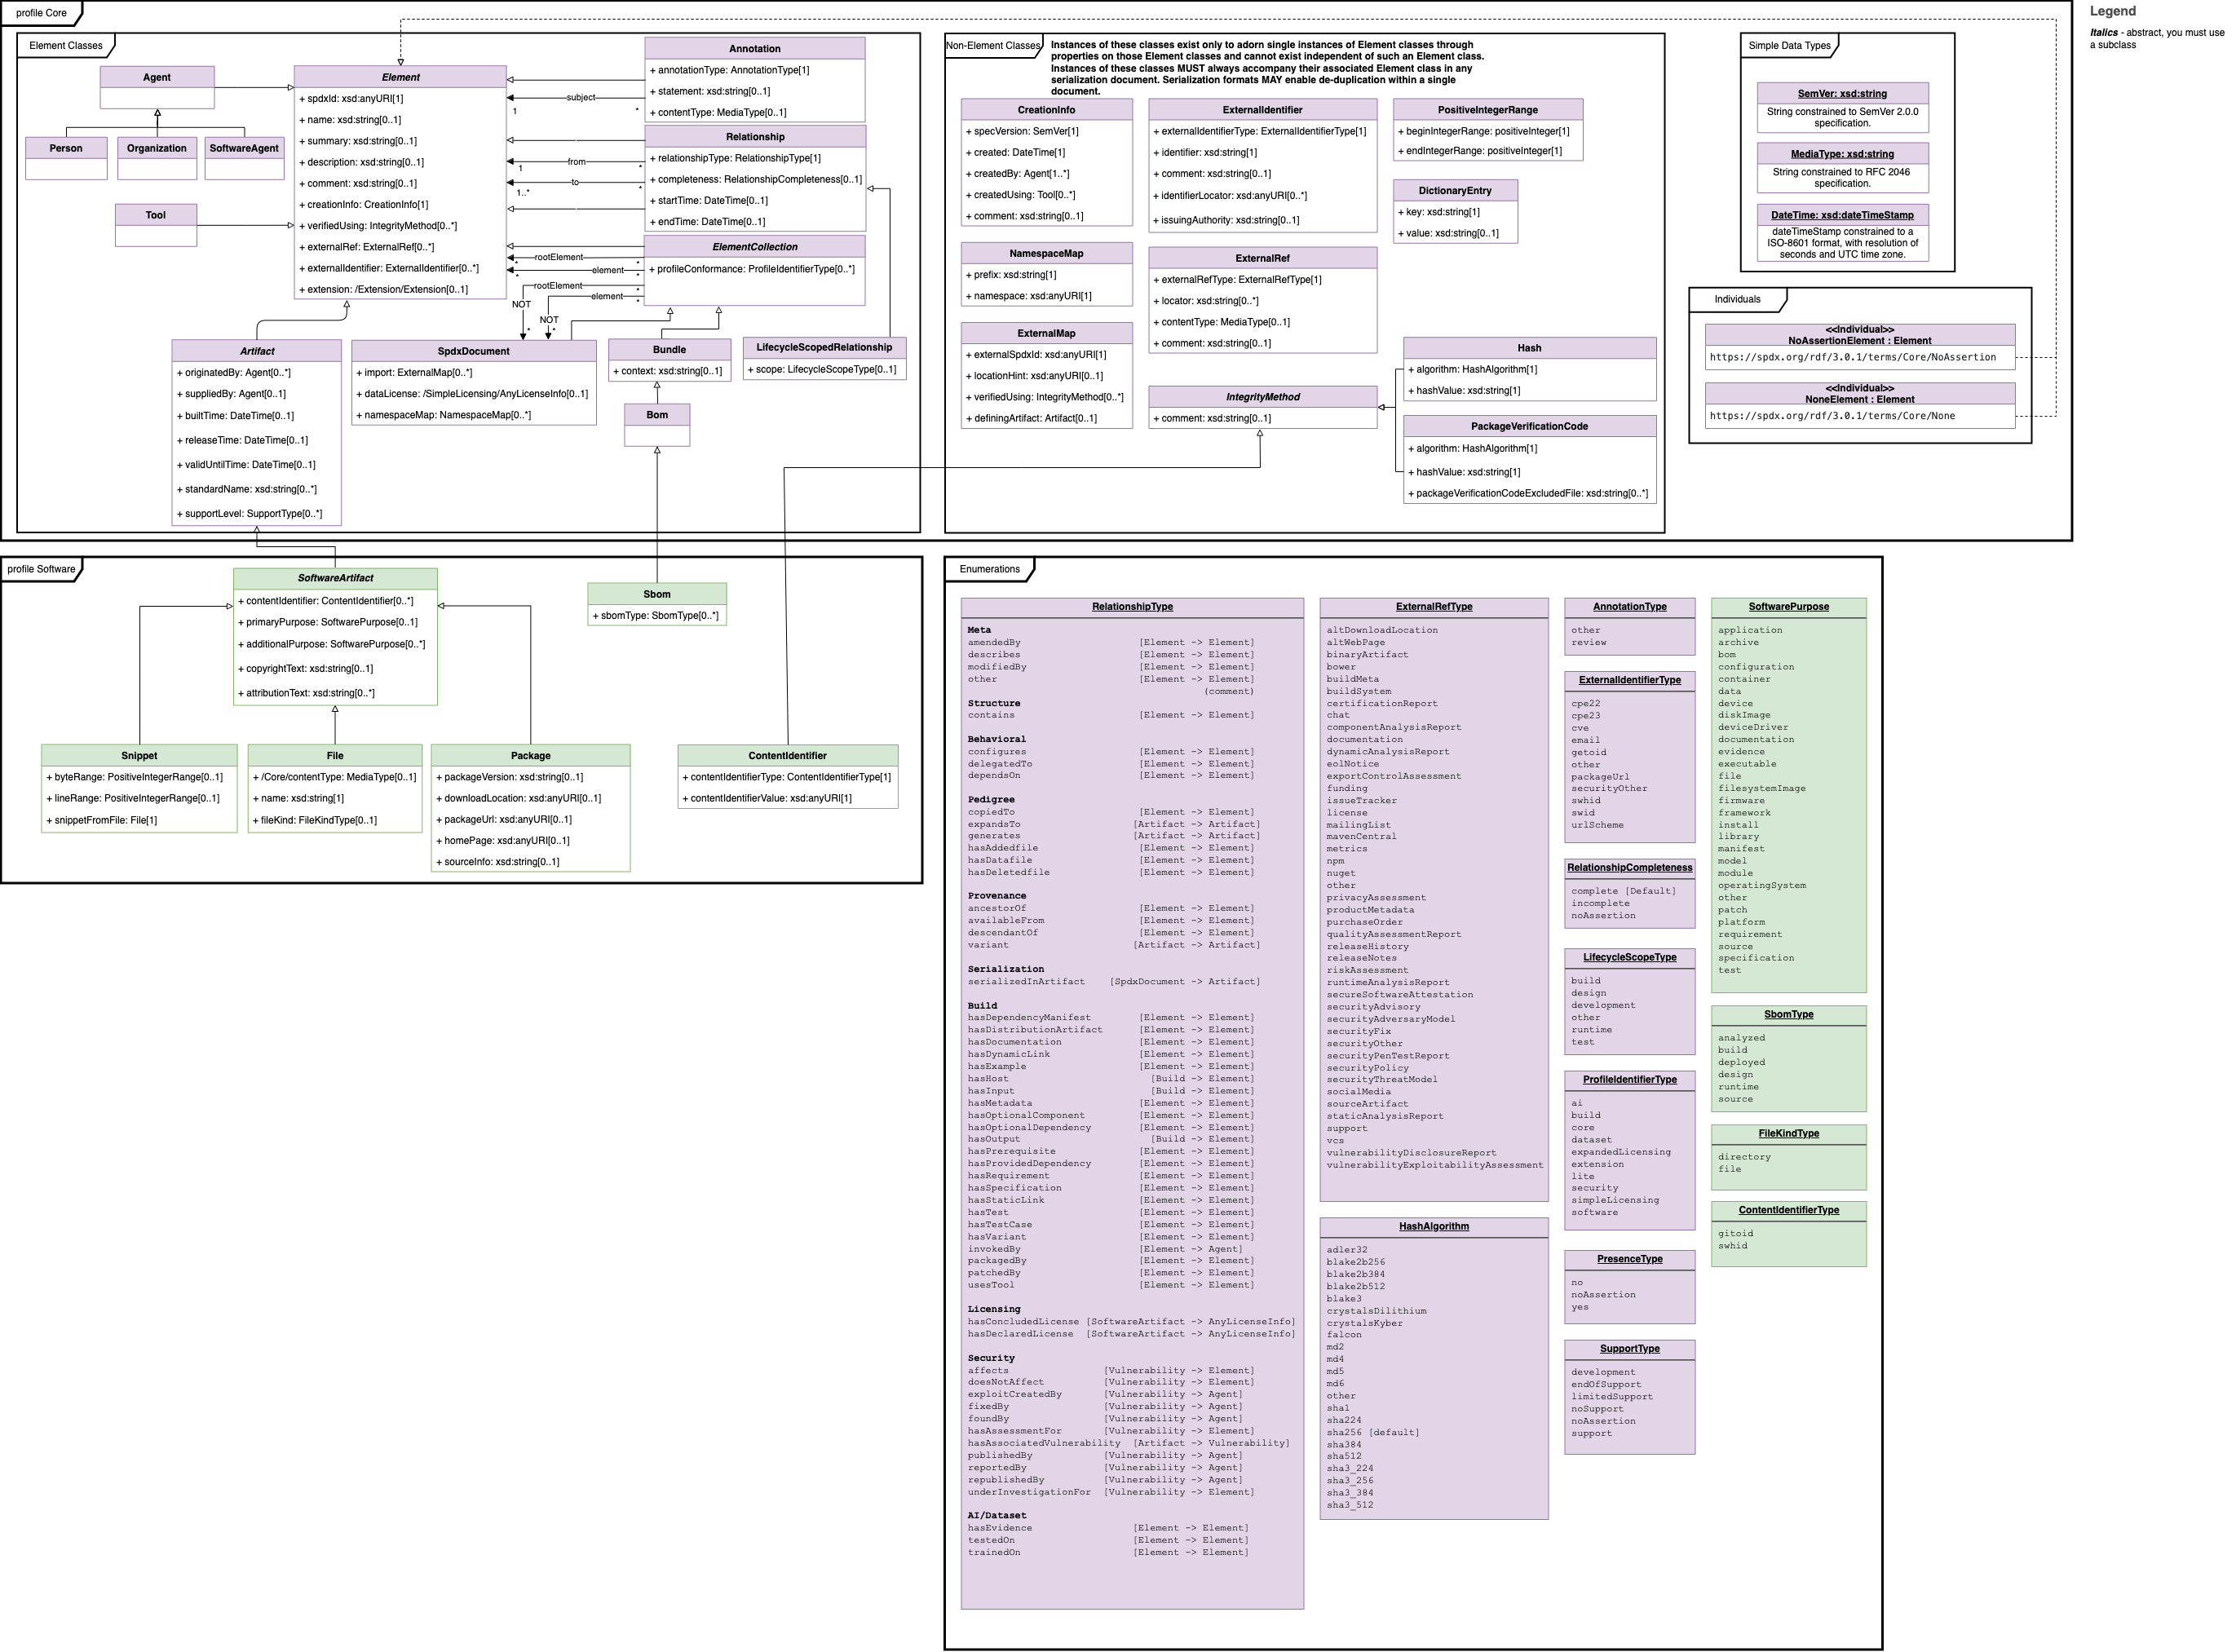 profile Core
Legend
Italics - abstract, you must use
a subclass
Element Classes
Agent
Person
Organization
SoftwareAgent
Tool
Element
+ spdxId: xsd:anyURI[1]
+ name: xsd:string[0..1]
+ summary: xsd:string[0..1]
+ description: xsd:string[0..1]
+ comment: xsd:string[0..1]
+ creationInfo: CreationInfo[1]
+ verifiedUsing: IntegrityMethod[0..*]
+ externalRef: ExternalRef[0..*]
+ externalIdentifier: ExternalIdentifier[0..*]
+ extension: /Extension/Extension[0..1]
Annotation
+ annotationType: AnnotationType[1]
+ statement: xsd:string[0..1]
+ contentType: MediaType[0..1]
subject
1
*
Relationship
+ relationshipType: RelationshipType[1]
+ completeness: RelationshipCompleteness[0..1]
+ startTime: DateTime[0..1]
+ endTime: DateTime[0..1]
from
1
*
to
1..*
*
ElementCollection
+ profileConformance: ProfileIdentifierType[0..*]
rootElement
*
*
element
*
*
rootElement
*
element
*
NOT
*
NOT
*
Artifact
+ originatedBy: Agent[0..*]
+ suppliedBy: Agent[0..1]
+ builtTime: DateTime[0..1]
+ releaseTime: DateTime[0..1]
+ validUntilTime: DateTime[0..1]
+ standardName: xsd:string[0..*]
+ supportLevel: SupportType[0..*]
SpdxDocument
+ import: ExternalMap[0..*]
+ dataLicense: /SimpleLicensing/AnyLicenseInfo[0..1]
+ namespaceMap: NamespaceMap[0..*]
Bundle
+ context: xsd:string[0..1]
LifecycleScopedRelationship
+ scope: LifecycleScopeType[0..1]
Bom
Non-Element Classes
Instances of these classes exist only to adorn single instances of Element classes through
properties on those Element classes and cannot exist independent of such an Element class.
Instances of these classes MUST always accompany their associated Element class in any
serialization document. Serialization formats MAY enable de-duplication within a single
document.
CreationInfo
+ specVersion: SemVer[1]
+ created: DateTime[1]
+ createdBy: Agent[1..*]
+ createdUsing: Tool[0..*]
+ comment: xsd:string[0..1]
ExternalIdentifier
+ externalIdentifierType: ExternalIdentifierType[1]
+ identifier: xsd:string[1]
+ comment: xsd:string[0..1]
+ identifierLocator: xsd:anyURI[0..*]
+ issuingAuthority: xsd:string[0..1]
PositiveIntegerRange
+ beginIntegerRange: positiveInteger[1]
+ endIntegerRange: positiveInteger[1]
DictionaryEntry
+ key: xsd:string[1]
+ value: xsd:string[0..1]
NamespaceMap
+ prefix: xsd:string[1]
+ namespace: xsd:anyURI[1]
ExternalRef
+ externalRefType: ExternalRefType[1]
+ locator: xsd:string[0..*]
+ contentType: MediaType[0..1]
+ comment: xsd:string[0..1]
ExternalMap
+ externalSpdxId: xsd:anyURI[1]
+ locationHint: xsd:anyURI[0..1]
+ verifiedUsing: IntegrityMethod[0..*]
+ definingArtifact: Artifact[0..1]
IntegrityMethod
+ comment: xsd:string[0..1]
Hash
+ algorithm: HashAlgorithm[1]
+ hashValue: xsd:string[1]
PackageVerificationCode
+ algorithm: HashAlgorithm[1]
+ hashValue: xsd:string[1]
+ packageVerificationCodeExcludedFile: xsd:string[0..*]
Simple Data Types
SemVer: xsd:string
String constrained to SemVer 2.0.0
specification.
MediaType: xsd:string
String constrained to RFC 2046
specification.
DateTime: xsd:dateTimeStamp
dateTimeStamp constrained to a
ISO-8601 format, with resolution of
seconds and UTC time zone.
Individuals
<<Individual>>
NoAssertionElement : Element
https://spdx.org/rdf/3.0.1/terms/Core/NoAssertion
<<Individual>>
NoneElement : Element
https://spdx.org/rdf/3.0.1/terms/Core/None
profile Software
SoftwareArtifact
+ contentIdentifier: ContentIdentifier[0..*]
+ primaryPurpose: SoftwarePurpose[0..1]
+ additionalPurpose: SoftwarePurpose[0..*]
+ copyrightText: xsd:string[0..1]
+ attributionText: xsd:string[0..*]
Sbom
+ sbomType: SbomType[0..*]
Snippet
+ byteRange: PositiveIntegerRange[0..1]
+ lineRange: PositiveIntegerRange[0..1]
+ snippetFromFile: File[1]
File
+ /Core/contentType: MediaType[0..1]
+ name: xsd:string[1]
+ fileKind: FileKindType[0..1]
Package
+ packageVersion: xsd:string[0..1]
+ downloadLocation: xsd:anyURI[0..1]
+ packageUrl: xsd:anyURI[0..1]
+ homePage: xsd:anyURI[0..1]
+ sourceInfo: xsd:string[0..1]
ContentIdentifier
+ contentIdentifierType: ContentIdentifierType[1]
+ contentIdentifierValue: xsd:anyURI[1]
Enumerations
RelationshipType
Meta
amendedBy [Element -> Element]
describes [Element -> Element]
modifiedBy [Element -> Element]
other [Element -> Element]
(comment)
Structure
contains [Element -> Element]
Behavioral
configures [Element -> Element]
delegatedTo [Element -> Element]
dependsOn [Element -> Element]
Pedigree
copiedTo [Element -> Element]
expandsTo [Artifact -> Artifact]
generates [Artifact -> Artifact]
hasAddedfile [Element -> Element]
hasDatafile [Element -> Element]
hasDeletedfile [Element -> Element]
Provenance
ancestorOf [Element -> Element]
availableFrom [Element -> Element]
descendantOf [Element -> Element]
variant [Artifact -> Artifact]
Serialization
serializedInArtifact [SpdxDocument -> Artifact]
Build
hasDependencyManifest [Element -> Element]
hasDistributionArtifact [Element -> Element]
hasDocumentation [Element -> Element]
hasDynamicLink [Element -> Element]
hasExample [Element -> Element]
hasHost [Build -> Element]
hasInput [Build -> Element]
hasMetadata [Element -> Element]
hasOptionalComponent [Element -> Element]
hasOptionalDependency [Element -> Element]
hasOutput [Build -> Element]
hasPrerequisite [Element -> Element]
hasProvidedDependency [Element -> Element]
hasRequirement [Element -> Element]
hasSpecification [Element -> Element]
hasStaticLink [Element -> Element]
hasTest [Element -> Element]
hasTestCase [Element -> Element]
hasVariant [Element -> Element]
invokedBy [Element -> Agent]
packagedBy [Element -> Element]
patchedBy [Element -> Element]
usesTool [Element -> Element]
Licensing
hasConcludedLicense [SoftwareArtifact -> AnyLicenseInfo]
hasDeclaredLicense [SoftwareArtifact -> AnyLicenseInfo]
Security
affects [Vulnerability -> Element]
doesNotAffect [Vulnerability -> Element]
exploitCreatedBy [Vulnerability -> Agent]
fixedBy [Vulnerability -> Agent]
foundBy [Vulnerability -> Agent]
hasAssessmentFor [Vulnerability -> Element]
hasAssociatedVulnerability [Artifact -> Vulnerability]
publishedBy [Vulnerability -> Agent]
reportedBy [Vulnerability -> Agent]
republishedBy [Vulnerability -> Agent]
underInvestigationFor [Vulnerability -> Element]
AI/Dataset
hasEvidence [Element -> Element]
testedOn [Element -> Element]
trainedOn [Element -> Element]
ExternalRefType
altDownloadLocation
altWebPage
binaryArtifact
bower
buildMeta
buildSystem
certificationReport
chat
componentAnalysisReport
documentation
dynamicAnalysisReport
eolNotice
exportControlAssessment
funding
issueTracker
license
mailingList
mavenCentral
metrics
npm
nuget
other
privacyAssessment
productMetadata
purchaseOrder
qualityAssessmentReport
releaseHistory
releaseNotes
riskAssessment
runtimeAnalysisReport
secureSoftwareAttestation
securityAdvisory
securityAdversaryModel
securityFix
securityOther
securityPenTestReport
securityPolicy
securityThreatModel
socialMedia
sourceArtifact
staticAnalysisReport
support
vcs
vulnerabilityDisclosureReport
vulnerabilityExploitabilityAssessment
HashAlgorithm
adler32
blake2b256
blake2b384
blake2b512
blake3
crystalsDilithium
crystalsKyber
falcon
md2
md4
md5
md6
other
sha1
sha224
sha256 [default]
sha384
sha512
sha3_224
sha3_256
sha3_384
sha3_512
AnnotationType
other
review
ExternalIdentifierType
cpe22
cpe23
cve
email
getoid
other
packageUrl
securityOther
swhid
swid
urlScheme
RelationshipCompleteness
complete [Default]
incomplete
noAssertion
LifecycleScopeType
build
design
development
other
runtime
test
ProfileIdentifierType
ai
build
core
dataset
expandedLicensing
extension
lite
security
simpleLicensing
software
PresenceType
no
noAssertion
yes
SupportType
development
endOfSupport
limitedSupport
noSupport
noAssertion
support
SoftwarePurpose
application
archive
bom
configuration
container
data
device
diskImage
deviceDriver
documentation
evidence
executable
file
filesystemImage
firmware
framework
install
library
manifest
model
module
operatingSystem
other
patch
platform
requirement
source
specification
test
SbomType
analyzed
build
deployed
design
runtime
source
FileKindType
directory
file
ContentIdentifierType
gitoid
swhid